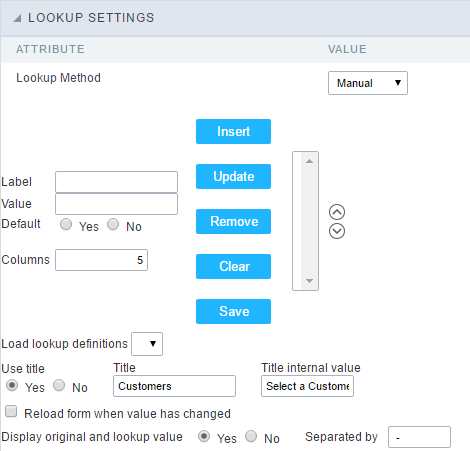 LOOKUP SETTINGS
ATTRIBUTE VALUE
Lookup Method Manual
Insert
Label Update
Value
Default Yes No Remove
Columns 5 Clear
Save
Load lookup definitions
Use title Title Title internal value
Yes No Customers Select a Custome
Reload form when value has changed
Display original and lookup value Yes No Separated by -